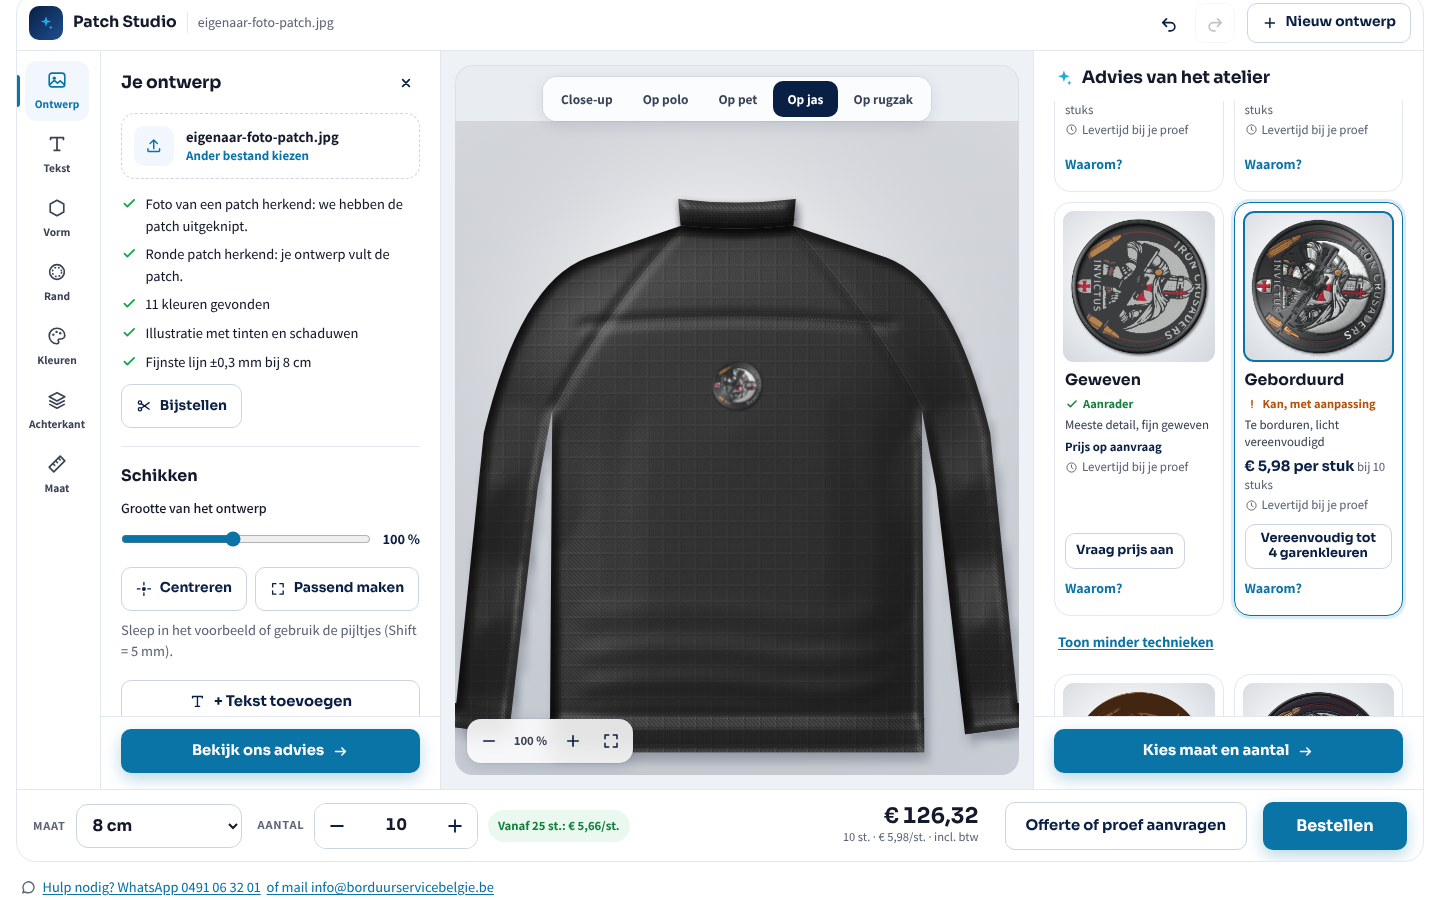 Patch Studio
eigenaar-foto-patch.jpg
Nieuw ontwerp
Ontwerp
Tekst
Vorm
Rand
Kleuren
Achterkant
Maat
Je ontwerp
eigenaar-foto-patch.jpg
Ander bestand kiezen
Foto van een patch herkend: we hebben de
patch uitgeknipt.
Ronde patch herkend: je ontwerp vult de
patch.
11 kleuren gevonden
Illustratie met tinten en schaduwen
Fijnste lijn ±0,3 mm bij 8 cm
Bijstellen
Schikken
Grootte van het ontwerp
100 %
Centreren
Passend maken
Sleep in het voorbeeld of gebruik de pijltjes (Shift
= 5 mm).
+ Tekst toevoegen
Bekijk ons advies →
Close-up
Op polo
Op pet
Op jas
Op rugzak
100 %
Advies van het atelier
stuks
Levertijd bij je proef
Waarom?
stuks
Levertijd bij je proef
Waarom?
IRON CRUSADERS
INVICTUS
Geweven
Aanrader
Meeste detail, fijn geweven
Prijs op aanvraag
Levertijd bij je proef
Vraag prijs aan
Waarom?
IRON CRUSADERS
INVICTUS
Geborduurd
! Kan, met aanpassing
Te borduren, licht
vereenvoudigd
€ 5,98 per stuk bij 10
stuks
Levertijd bij je proef
Vereenvoudig tot
4 garenkleuren
Waarom?
Toon minder technieken
Kies maat en aantal →
MAAT
8 cm
AANTAL
10
Vanaf 25 st.: € 5,66/st.
€ 126,32
10 st. · € 5,98/st. · incl. btw
Offerte of proef aanvragen
Bestellen
Hulp nodig? WhatsApp 0491 06 32 01 of mail info@borduurservicebelgie.be